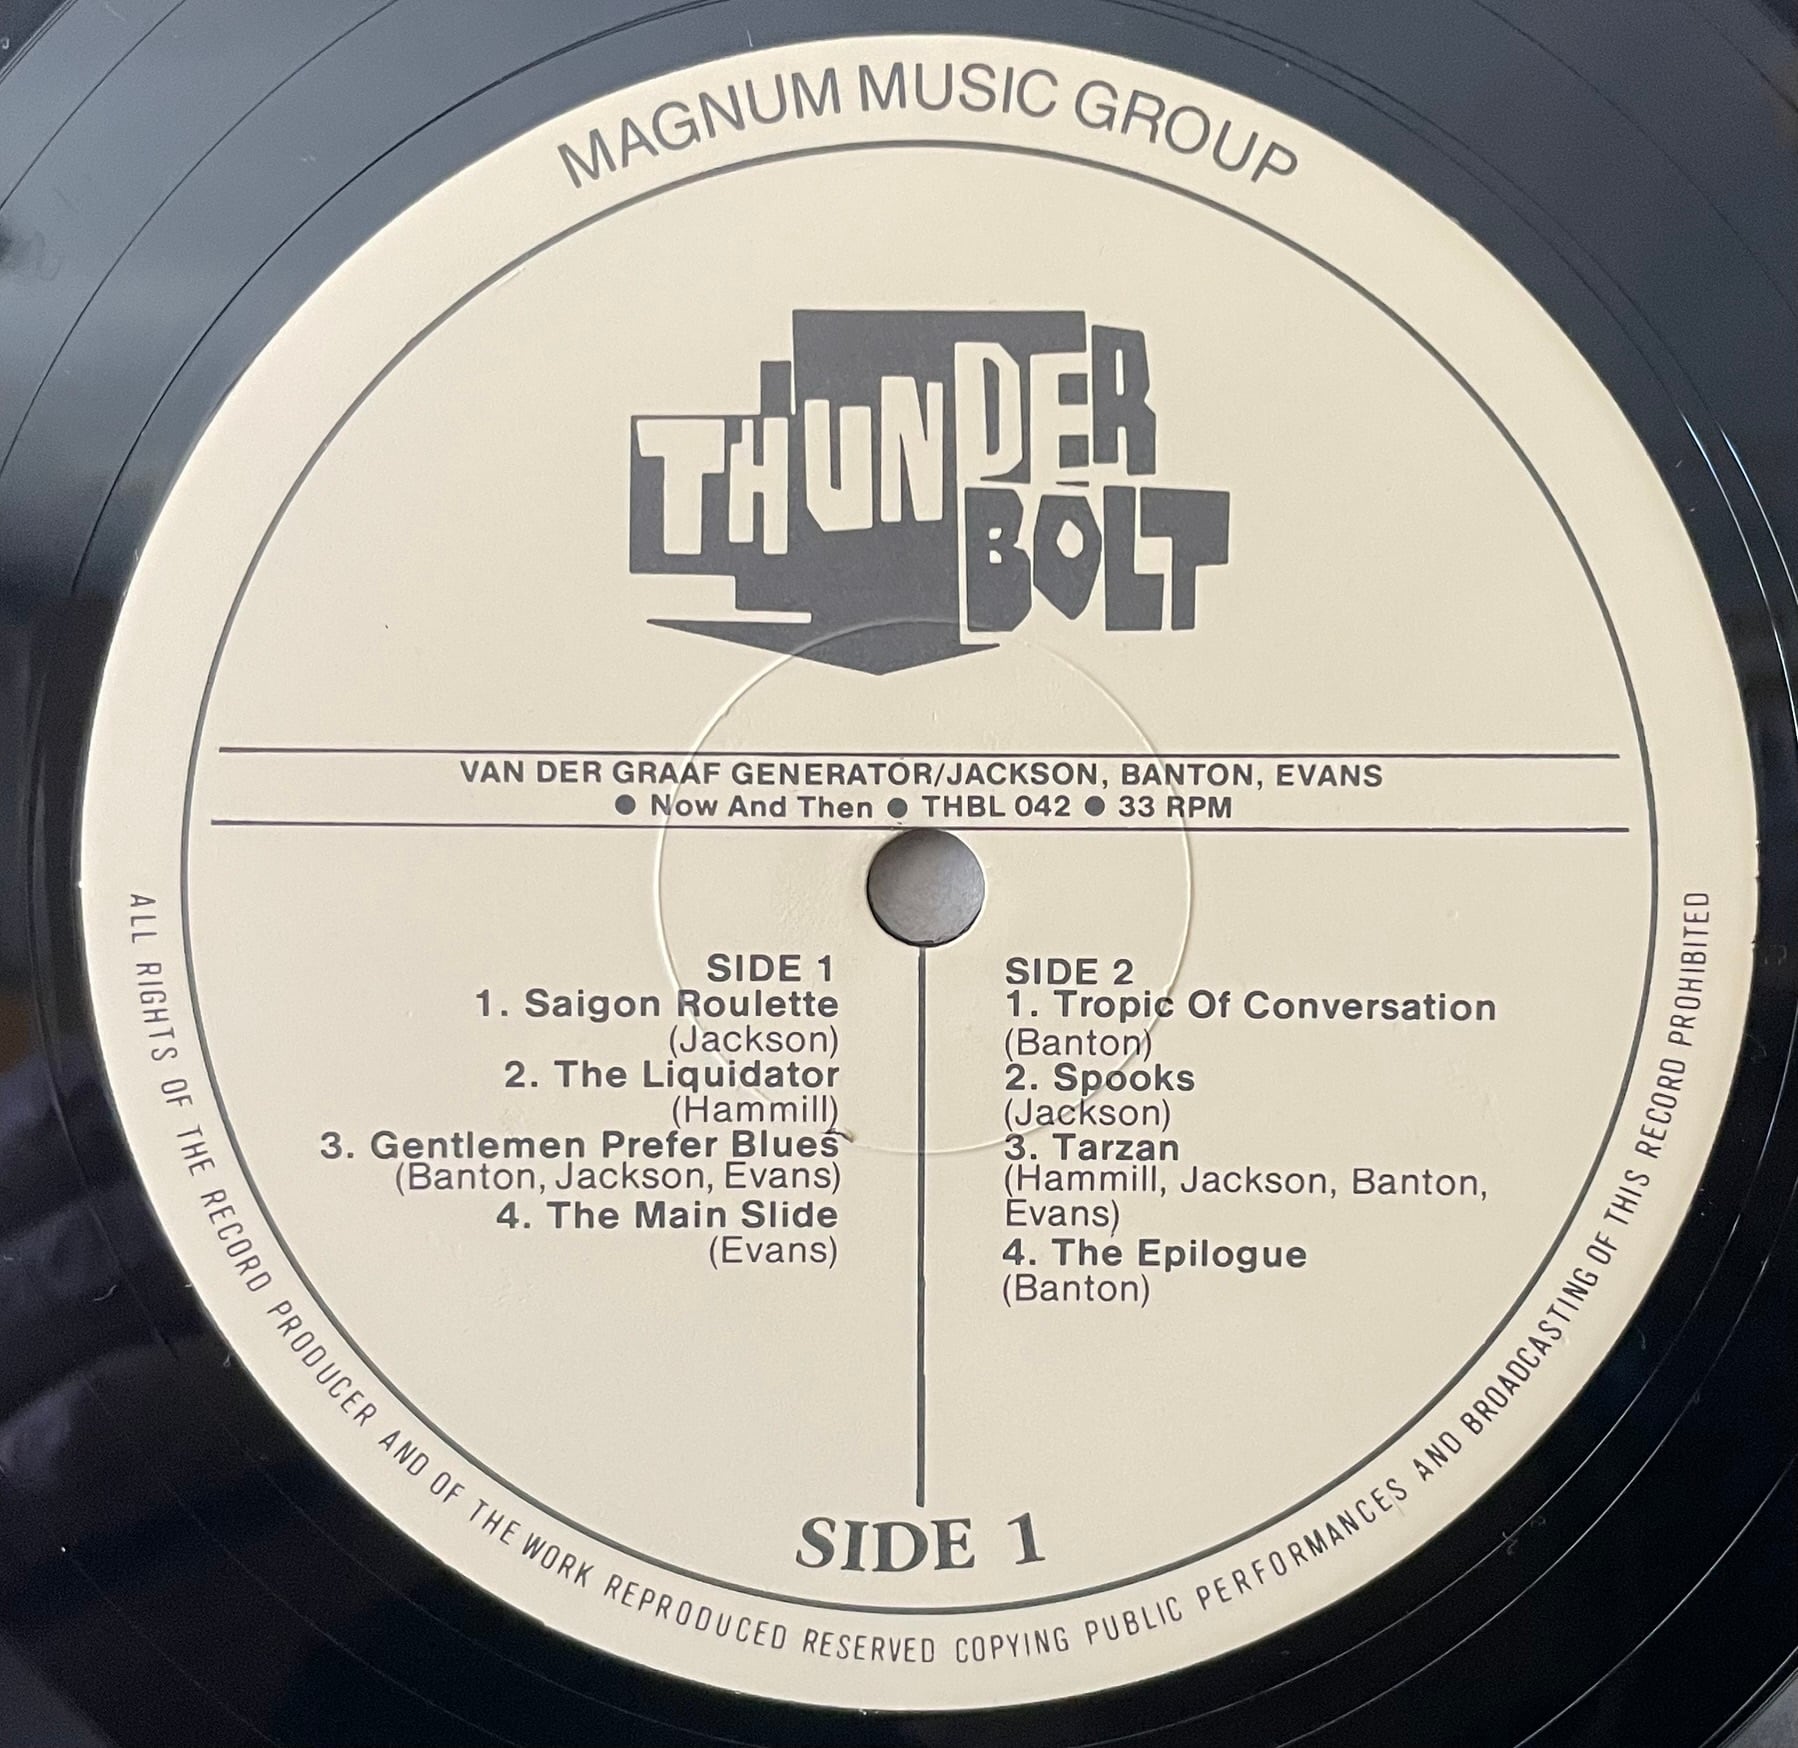 MAGNUM MUSIC GROUP
THUNDER
BOLT
VAN DER GRAAF GENERATOR/JACKSON, BANTON, EVANS
● Now And Then ● THBL 042 ● 33 RPM
SIDE 1
1. Saigon Roulette
(Jackson)
2. The Liquidator
(Hammill)
3. Gentlemen Prefer Blues
(Banton, Jackson, Evans)
4. The Main Slide
(Evans)
SIDE 2
1. Tropic Of Conversation
(Banton)
2. Spooks
(Jackson)
3. Tarzan
(Hammill, Jackson, Banton,
Evans)
4. The Epilogue
(Banton)
SIDE 1
ALL RIGHTS OF THE RECORD PRODUCER AND OF THE WORK REPRODUCED RESERVED COPYING PUBLIC PERFORMANCES AND BROADCASTING OF THIS RECORD PROHIBITED